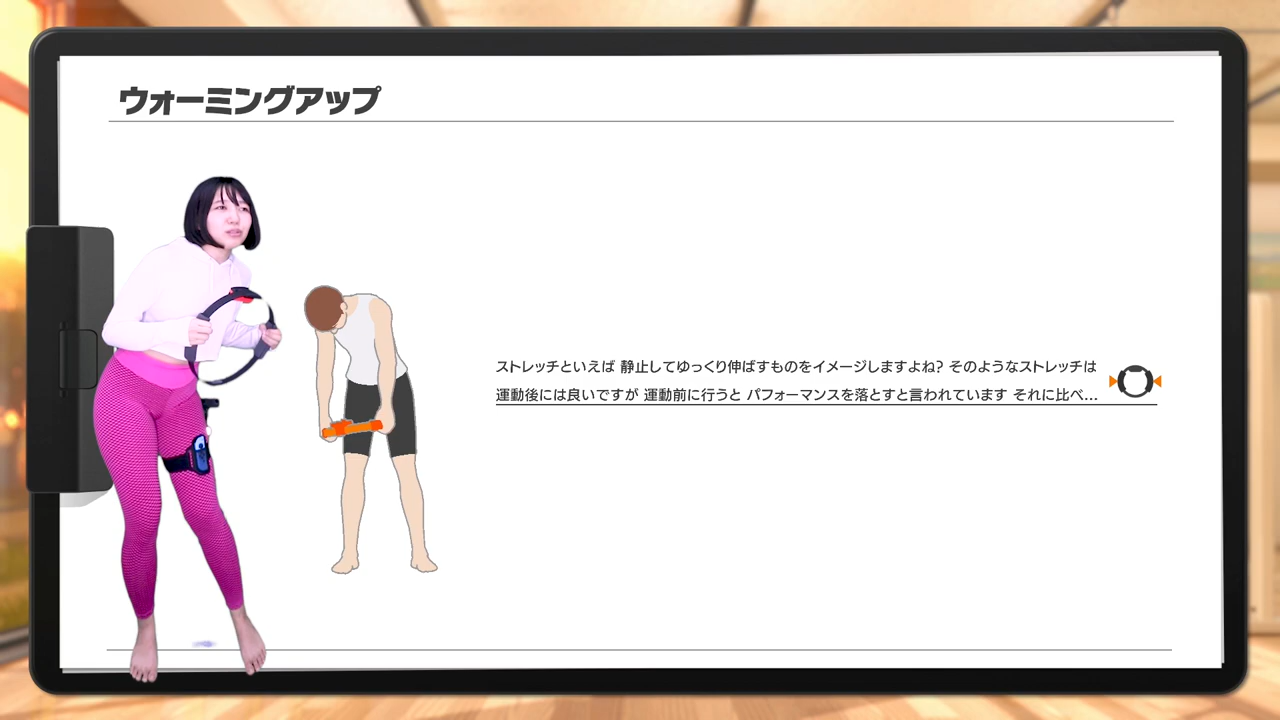 ウォーミングアップ
ストレッチといえば 静止してゆっくり伸ばすものをイメージしますよね? そのようなストレッチは
運動後には良いですが 運動前に行うと パフォーマンスを落とすと言われています それに比べ…